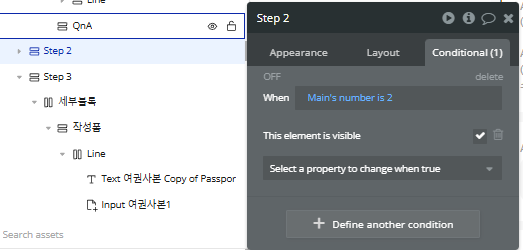 Line
QnA
Step 2
Step 3
세부블록
작성폼
Line
Text 여권사본 Copy of Passpor
Input 여권사본1
Search assets
Step 2
Appearance
Layout
Conditional (1)
OFF
delete
When
Main's number is 2
This element is visible
Select a property to change when true
Define another condition